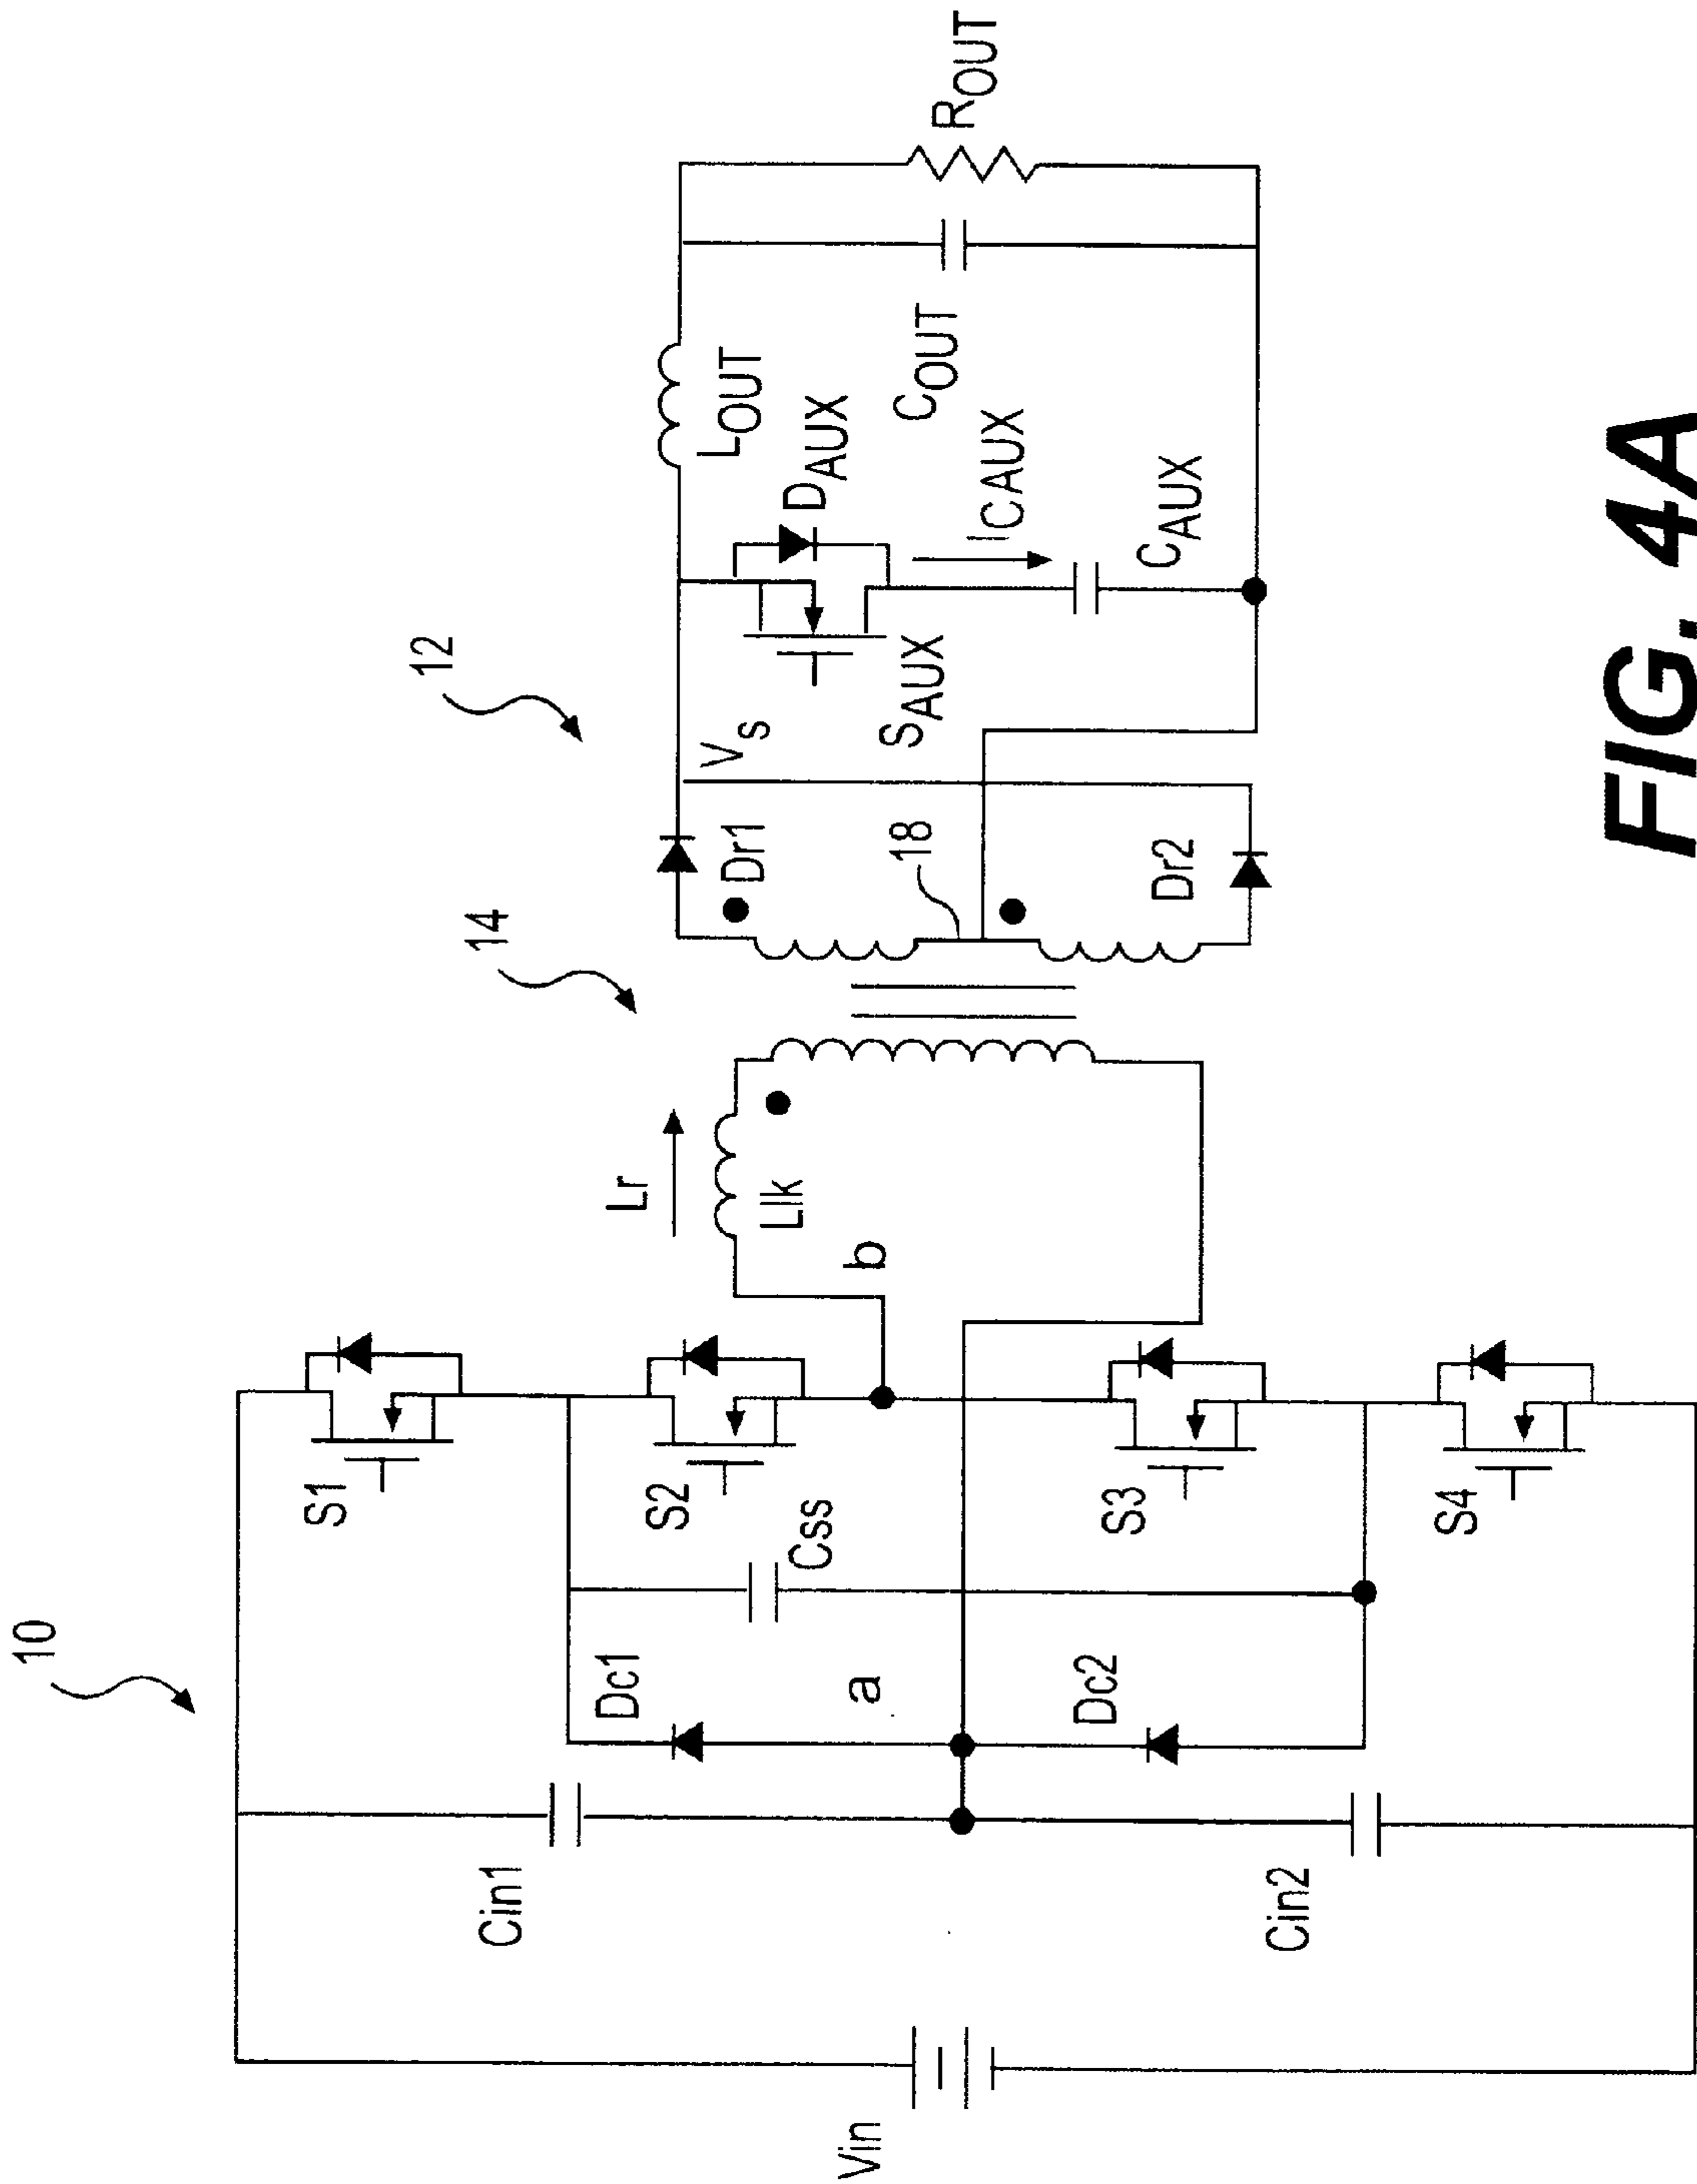 10
Vin
Cin1
Cin2
Dc1
a
Dc2
Css
S1
S2
S3
S4
b
Lr
Llk
14
18
Dr1
Dr2
12
Vs
SAUX
DAUX
ICAUX
CAUX
LOUT
COUT
ROUT
FIG. 4A